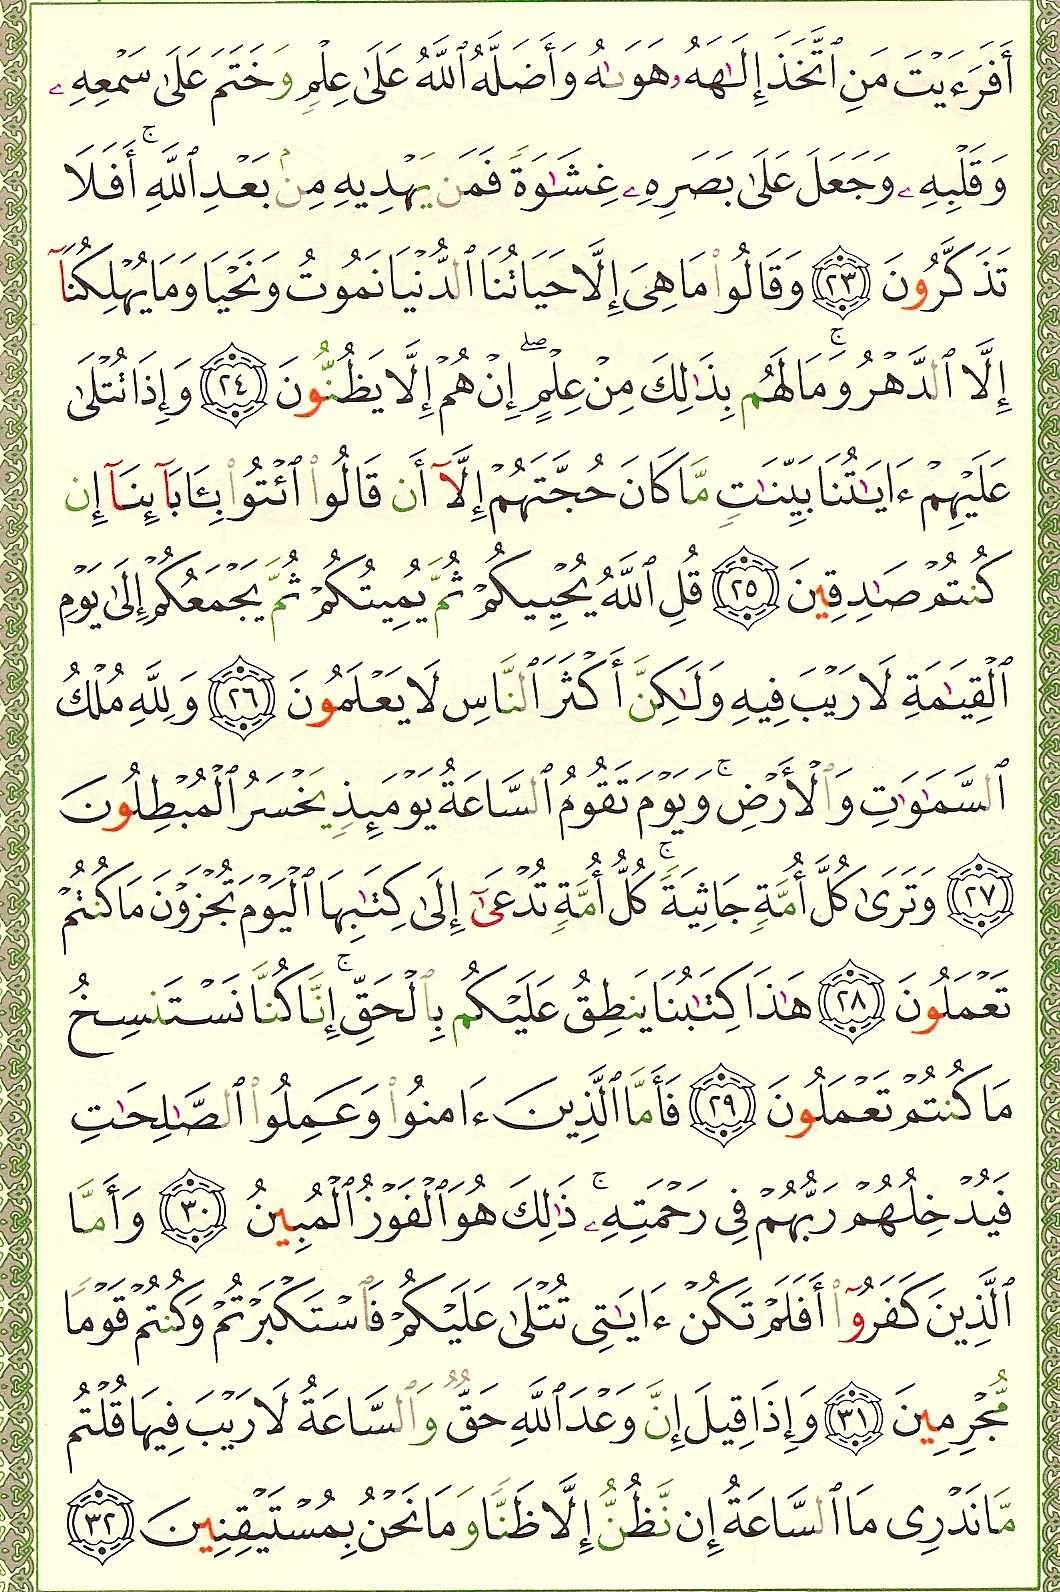 أَفَرَءَيْتَ مَنِ ٱتَّخَذَ إِلَـٰهَهُۥ هَوَىٰهُ وَأَضَلَّهُ ٱللَّهُ عَلَىٰ عِلْمٍ وَخَتَمَ عَلَىٰ سَمْعِهِۦ
وَقَلْبِهِۦ وَجَعَلَ عَلَىٰ بَصَرِهِۦ غِشَـٰوَةً فَمَن يَهْدِيهِ مِنۢ بَعْدِ ٱللَّهِ ۚ أَفَلَا
تَذَكَّرُونَ ٢٣ وَقَالُوا۟ مَا هِىَ إِلَّا حَيَاتُنَا ٱلدُّنْيَا نَمُوتُ وَنَحْيَا وَمَا يُهْلِكُنَآ
إِلَّا ٱلدَّهْرُ ۚ وَمَا لَهُم بِذَٰلِكَ مِنْ عِلْمٍ ۖ إِنْ هُمْ إِلَّا يَظُنُّونَ ٢٤ وَإِذَا تُتْلَىٰ
عَلَيْهِمْ ءَايَـٰتُنَا بَيِّنَـٰتٍ مَّا كَانَ حُجَّتَهُمْ إِلَّآ أَن قَالُوا۟ ٱئْتُوا۟ بِـَٔابَآئِنَآ إِن
كُنتُمْ صَـٰدِقِينَ ٢٥ قُلِ ٱللَّهُ يُحْيِيكُمْ ثُمَّ يُمِيتُكُمْ ثُمَّ يَجْمَعُكُمْ إِلَىٰ يَوْمِ
ٱلْقِيَـٰمَةِ لَا رَيْبَ فِيهِ وَلَـٰكِنَّ أَكْثَرَ ٱلنَّاسِ لَا يَعْلَمُونَ ٢٦ وَلِلَّهِ مُلْكُ
ٱلسَّمَـٰوَٰتِ وَٱلْأَرْضِ ۚ وَيَوْمَ تَقُومُ ٱلسَّاعَةُ يَوْمَئِذٍ يَخْسَرُ ٱلْمُبْطِلُونَ
٢٧ وَتَرَىٰ كُلَّ أُمَّةٍ جَاثِيَةً ۚ كُلُّ أُمَّةٍ تُدْعَىٰٓ إِلَىٰ كِتَـٰبِهَا ٱلْيَوْمَ تُجْزَوْنَ مَا كُنتُمْ
تَعْمَلُونَ ٢٨ هَـٰذَا كِتَـٰبُنَا يَنطِقُ عَلَيْكُم بِٱلْحَقِّ ۚ إِنَّا كُنَّا نَسْتَنسِخُ
مَا كُنتُمْ تَعْمَلُونَ ٢٩ فَأَمَّا ٱلَّذِينَ ءَامَنُوا۟ وَعَمِلُوا۟ ٱلصَّـٰلِحَـٰتِ
فَيُدْخِلُهُمْ رَبُّهُمْ فِى رَحْمَتِهِۦ ۚ ذَٰلِكَ هُوَ ٱلْفَوْزُ ٱلْمُبِينُ ٣٠ وَأَمَّا
ٱلَّذِينَ كَفَرُوٓا۟ أَفَلَمْ تَكُنْ ءَايَـٰتِى تُتْلَىٰ عَلَيْكُمْ فَٱسْتَكْبَرْتُمْ وَكُنتُمْ قَوْمًا
مُّجْرِمِينَ ٣١ وَإِذَا قِيلَ إِنَّ وَعْدَ ٱللَّهِ حَقٌّ وَٱلسَّاعَةُ لَا رَيْبَ فِيهَا قُلْتُم
مَّا نَدْرِى مَا ٱلسَّاعَةُ إِن نَّظُنُّ إِلَّا ظَنًّا وَمَا نَحْنُ بِمُسْتَيْقِنِينَ ٣٢